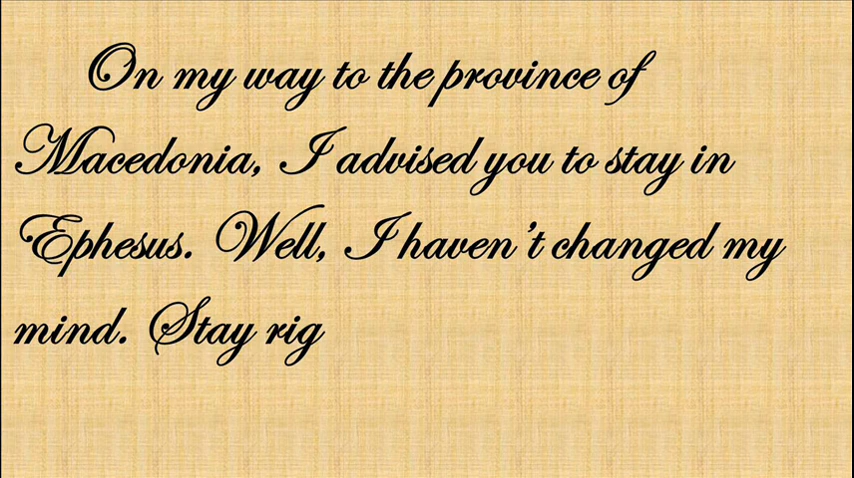 On my way to the province of
Macedonia, I advised you to stay in
Ephesus. Well, I haven't changed my
mind. Stay rig